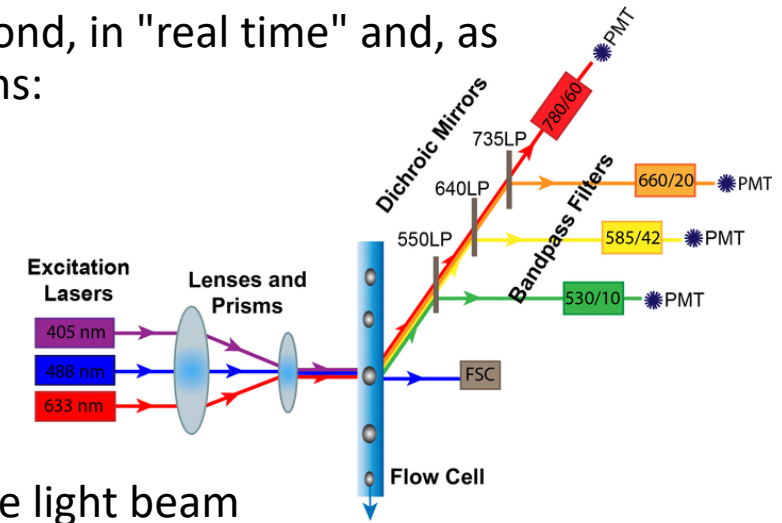 ond, in "real time" and, as
ns:
Excitation
Lasers
405 nm
488 nm
633 nm
Lenses and
Prisms
Dichroic Mirrors
550LP
640LP
735LP
Bandpass Filters
780/60
PMT
660/20
PMT
585/42
PMT
530/10
PMT
FSC
Flow Cell
e light beam